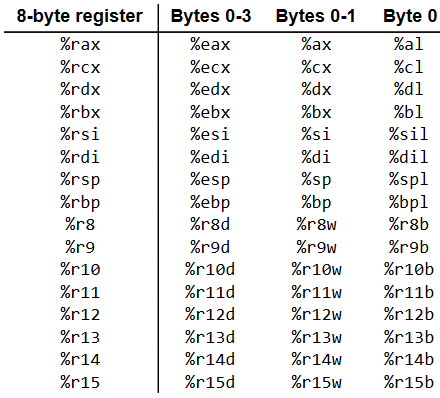 8-byte register Bytes 0-3 Bytes 0-1 Byte 0
%rax %eax %ax %al
%rcx %ecx %cx %cl
%rdx %edx %dx %dl
%rbx %ebx %bx %bl
%rsi %esi %si %sil
%rdi %edi %di %dil
%rsp %esp %sp %spl
%rbp %ebp %bp %bpl
%r8 %r8d %r8w %r8b
%r9 %r9d %r9w %r9b
%r10 %r10d %r10w %r10b
%r11 %r11d %r11w %r11b
%r12 %r12d %r12w %r12b
%r13 %r13d %r13w %r13b
%r14 %r14d %r14w %r14b
%r15 %r15d %r15w %r15b